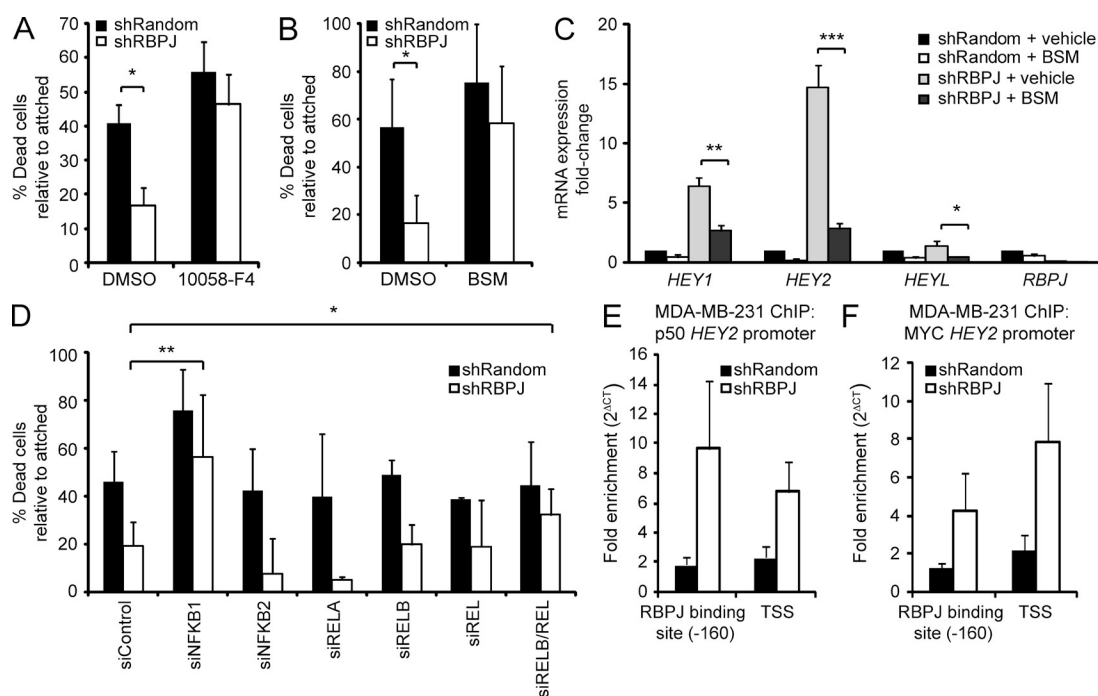 A
% Dead cells
relative to attched
70
60
50
40
30
20
10
0
shRandom
shRBPJ
*
DMSO
10058-F4
B
% Dead cells
relative to attched
100
80
60
40
20
0
shRandom
shRBPJ
*
DMSO
BSM
C
mRNA expression
fold-change
20
15
10
5
0
shRandom + vehicle
shRandom + BSM
shRBPJ + vehicle
shRBPJ + BSM
**
***
*
HEY1
HEY2
HEYL
RBPJ
D
% Dead cells
relative to attched
100
80
60
40
20
0
*
**
shRandom
shRBPJ
siControl
siNFKB1
siNFKB2
siRELA
siRELB
siREL
siRELB/REL
E
MDA-MB-231 ChIP:
p50 HEY2 promoter
Fold enrichment (2ΔCT)
16
14
12
10
8
6
4
2
0
shRandom
shRBPJ
RBPJ binding
site (-160)
TSS
F
MDA-MB-231 ChIP:
MYC HEY2 promoter
Fold enrichment (2ΔCT)
12
10
8
6
4
2
0
shRandom
shRBPJ
RBPJ binding
site (-160)
TSS